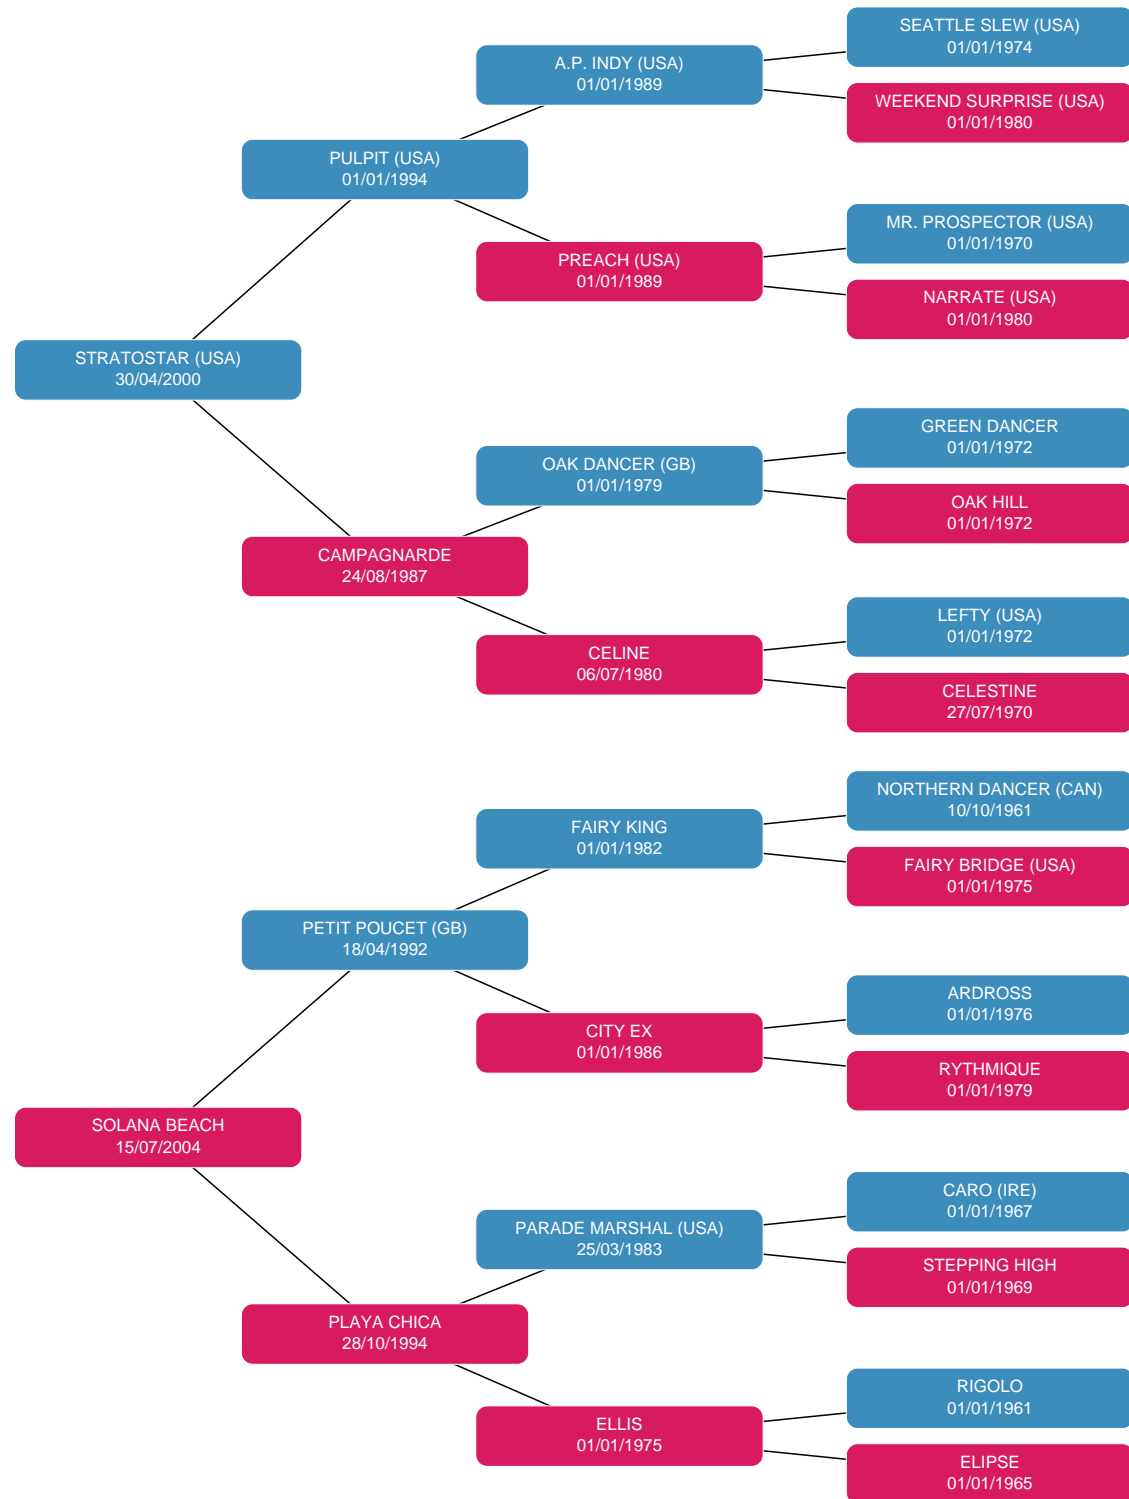 SEATTLE SLEW (USA)
01/01/1974
A.P. INDY (USA)
01/01/1989
WEEKEND SURPRISE (USA)
01/01/1980
PULPIT (USA)
01/01/1994
MR. PROSPECTOR (USA)
01/01/1970
PREACH (USA)
01/01/1989
NARRATE (USA)
01/01/1980
STRATOSTAR (USA)
30/04/2000
GREEN DANCER
01/01/1972
OAK DANCER (GB)
01/01/1979
OAK HILL
01/01/1972
CAMPAGNARDE
24/08/1987
LEFTY (USA)
01/01/1972
CELINE
06/07/1980
CELESTINE
27/07/1970
NORTHERN DANCER (CAN)
10/10/1961
FAIRY KING
01/01/1982
FAIRY BRIDGE (USA)
01/01/1975
PETIT POUCET (GB)
18/04/1992
ARDROSS
01/01/1976
CITY EX
01/01/1986
RYTHMIQUE
01/01/1979
SOLANA BEACH
15/07/2004
CARO (IRE)
01/01/1967
PARADE MARSHAL (USA)
25/03/1983
STEPPING HIGH
01/01/1969
PLAYA CHICA
28/10/1994
RIGOLO
01/01/1961
ELLIS
01/01/1975
ELIPSE
01/01/1965